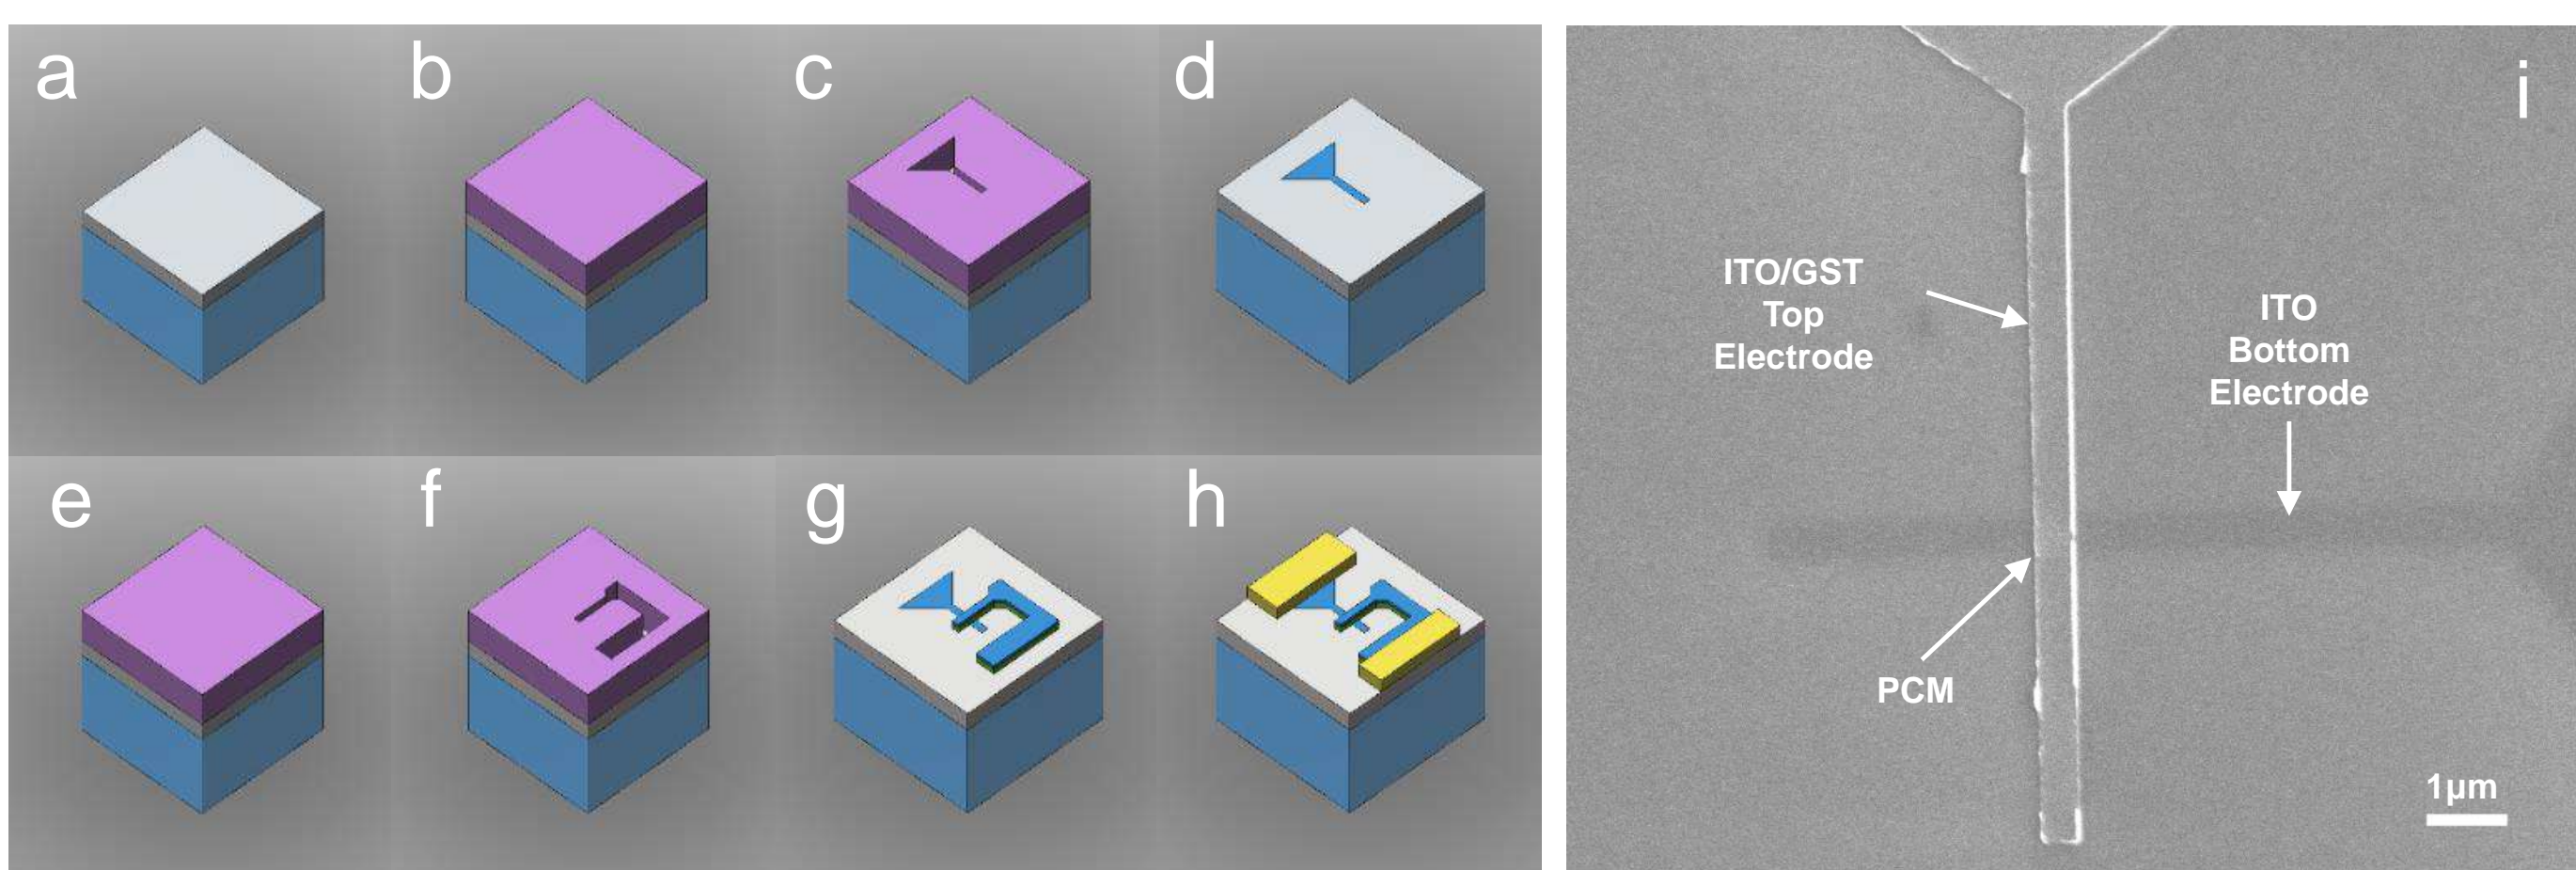 a
b
c
d
e
f
g
h
i
ITO/GST
Top
Electrode
ITO
Bottom
Electrode
PCM
1µm